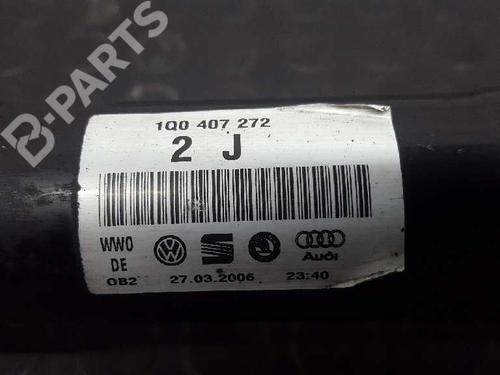 B-PARTS
1Q0 407 272
2 J
WWO
DE
OB2
Audi
27.03.2006 23:40